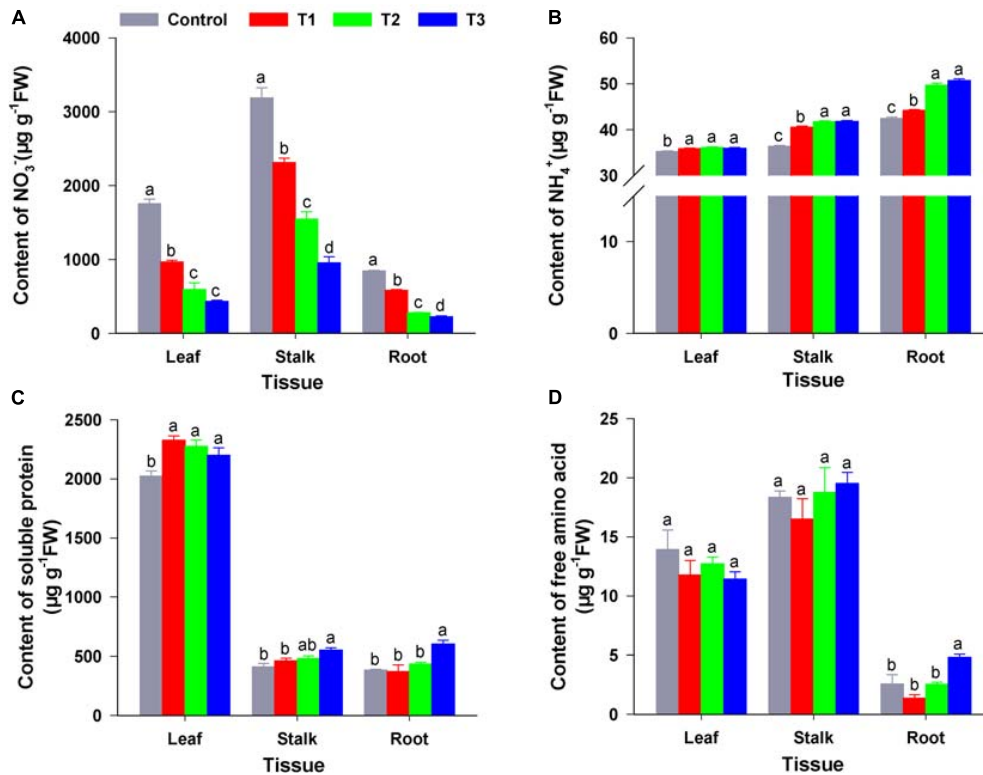 A
Control T1 T2 T3
Content of NO₃⁻(µg g⁻¹FW)
4000
3000
2000
1000
0
a b c c
a b c d
a b c d
Leaf Stalk Root
Tissue
B
Content of NH₄⁺(µg g⁻¹FW)
60
50
40
30
10
0
b a a a
c b a a
c b a a
Leaf Stalk Root
Tissue
C
Content of soluble protein
(µg g⁻¹FW)
2500
2000
1500
1000
500
0
b a a a
b b ab a
b b b a
Leaf Stalk Root
Tissue
D
Content of free amino acid
(µg g⁻¹FW)
25
20
15
10
5
0
a a a a
a a a a
b b b a
Leaf Stalk Root
Tissue